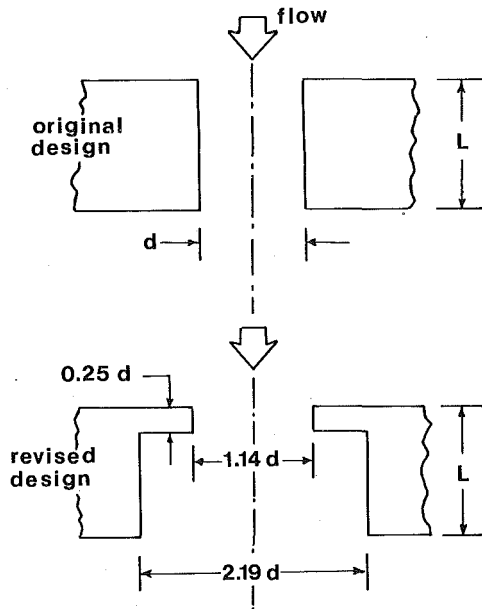 flow
original
design
L
d
0.25 d
revised
design
1.14 d
L
2.19 d